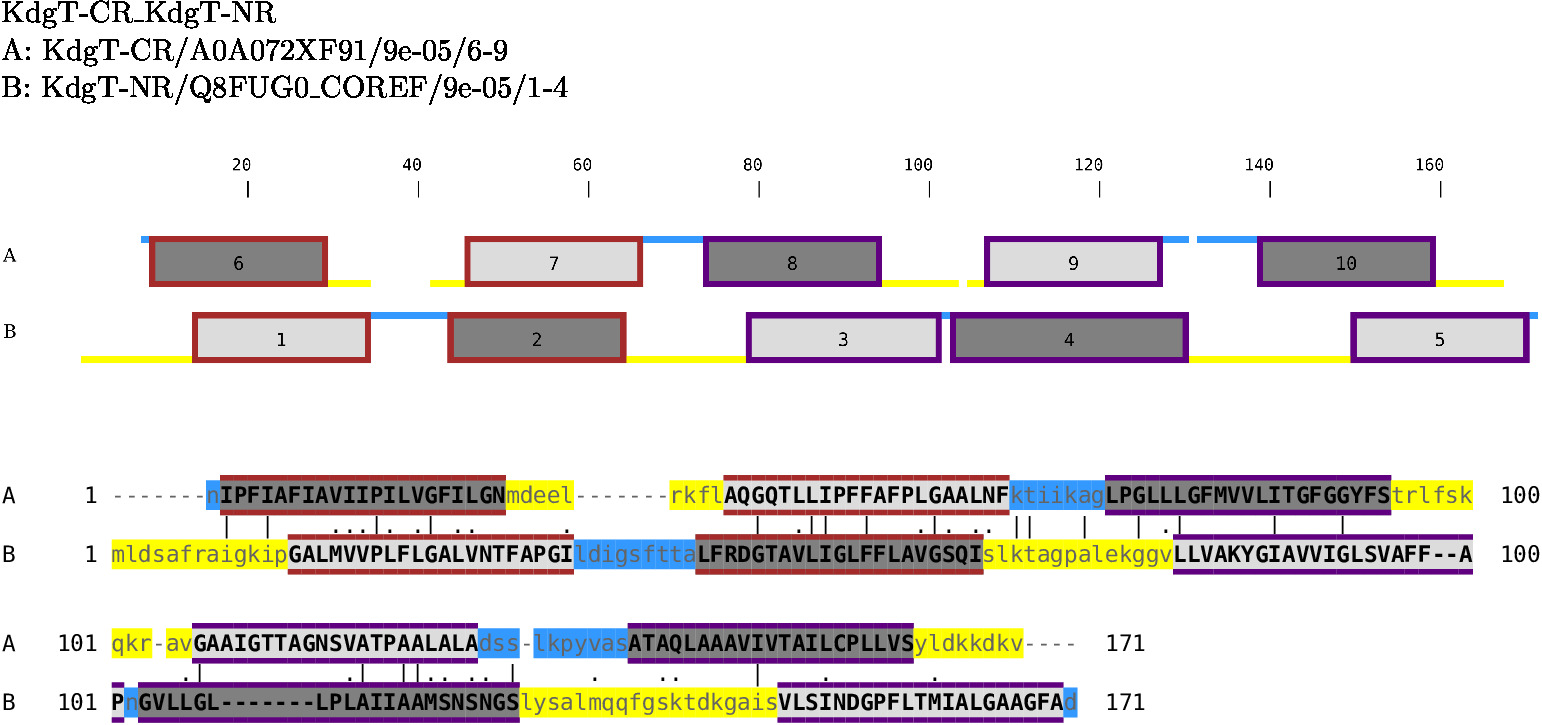 KdgT-CR_KdgT-NR
A: KdgT-CR/A0A072XF91/9e-05/6-9
B: KdgT-NR/Q8FUG0_COREF/9e-05/1-4
20 40 60 80 100 120 140 160
A 6 7 8 9 10
B 1 2 3 4 5
A 1 -------nIPFIAFIAVIIPILVGFILGNmdeel-------rkflAQGQTLLIPFFAFPLGAALNFktiikagLPGLLLGFMVVLITGFGGYFStrlfsk 100
B 1 mldsafraigkipGALMVVPLFLGALVNTFAPGIldigsfttaLFRDGTAVLIGLFFLAVGSQIslktagpalekggvLLVAKYGIAVVIGLSVAFF--A 100
A 101 qkr-avGAAIGTTAGNSVATPAALALAdss-lkpyvasATAQLAAAVIVTAILCPLLVSyldkkdkv---- 171
B 101 PnGVLLGL-------LPLAIIAAMSNSNGSlysalmqqfgsktdkgaisVLSINDGPFLTMIALGAAGFAd 171